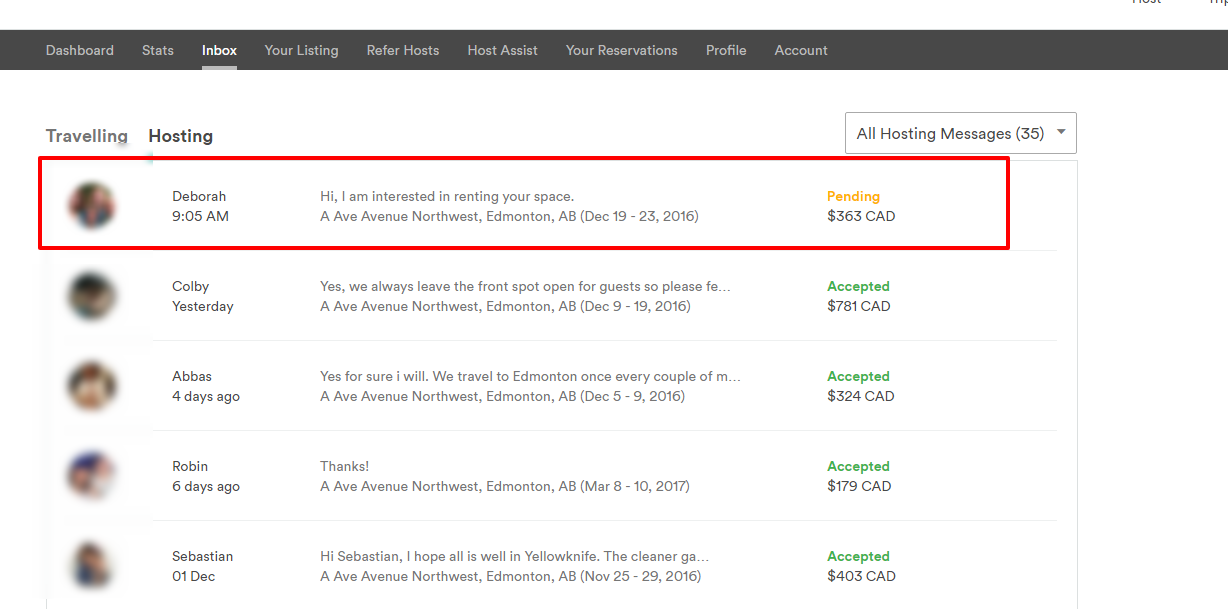 Dashboard Stats Inbox Your Listing Refer Hosts Host Assist Your Reservations Profile Account
Travelling Hosting All Hosting Messages (35)
Deborah Hi, I am interested in renting your space. Pending
9:05 AM A Ave Avenue Northwest, Edmonton, AB (Dec 19 - 23, 2016) $363 CAD
Colby Yes, we always leave the front spot open for guests so please fe… Accepted
Yesterday A Ave Avenue Northwest, Edmonton, AB (Dec 9 - 19, 2016) $781 CAD
Abbas Yes for sure i will. We travel to Edmonton once every couple of m… Accepted
4 days ago A Ave Avenue Northwest, Edmonton, AB (Dec 5 - 9, 2016) $324 CAD
Robin Thanks! Accepted
6 days ago A Ave Avenue Northwest, Edmonton, AB (Mar 8 - 10, 2017) $179 CAD
Sebastian Hi Sebastian, I hope all is well in Yellowknife. The cleaner ga… Accepted
01 Dec A Ave Avenue Northwest, Edmonton, AB (Nov 25 - 29, 2016) $403 CAD